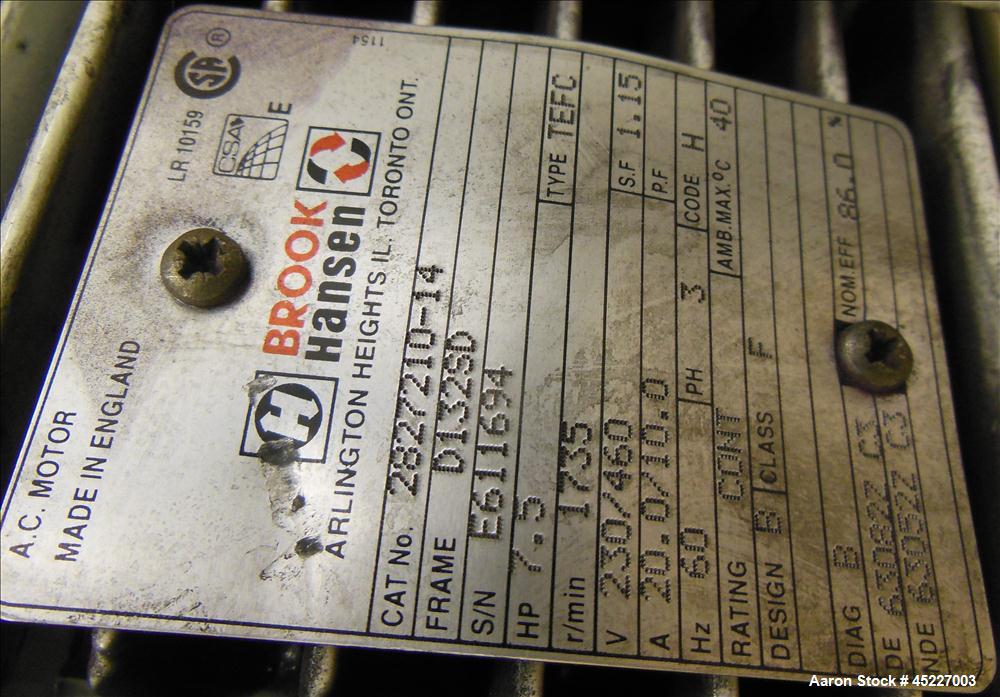 A.C. MOTOR
MADE IN ENGLAND
LR 10159
SA ®
CSA
E
1154
H BROOK
Hansen
ARLINGTON HEIGHTS IL. TORONTO ONT.
CAT No. 282721D-14
FRAME D132SD
S/N E611694
HP 7.5 TYPE TEFC
r/min 1735
V 230/460 S.F 1.15
A 20.0/10.0 P.F
Hz 60 PH 3 CODE H
RATING CONT AMB.MAX°C 40
DESIGN B CLASS F
DIAG B NOM.EFF 86.0 %
DE 6308ZZ C3
NDE 6305ZZ C3
Aaron Stock # 45227003